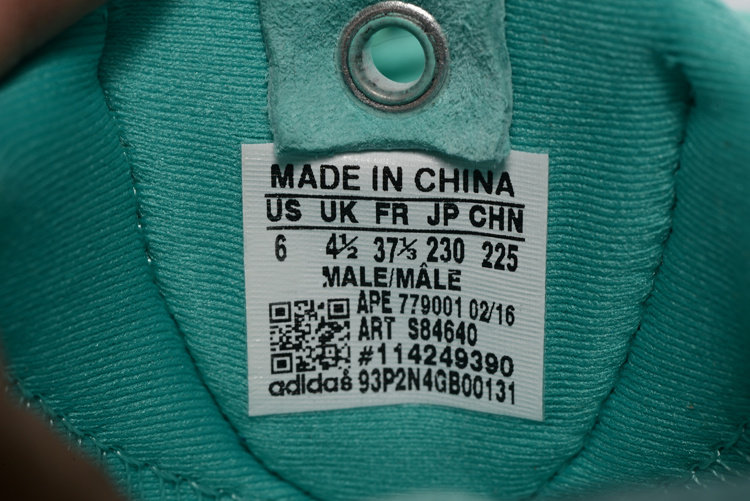 MADE IN CHINA
US UK FR JP CHN
6 4½ 37⅓ 230 225
MALE/MÂLE
APE 779001 02/16
ART S84640
#114249390
adidas 93P2N4GB00131